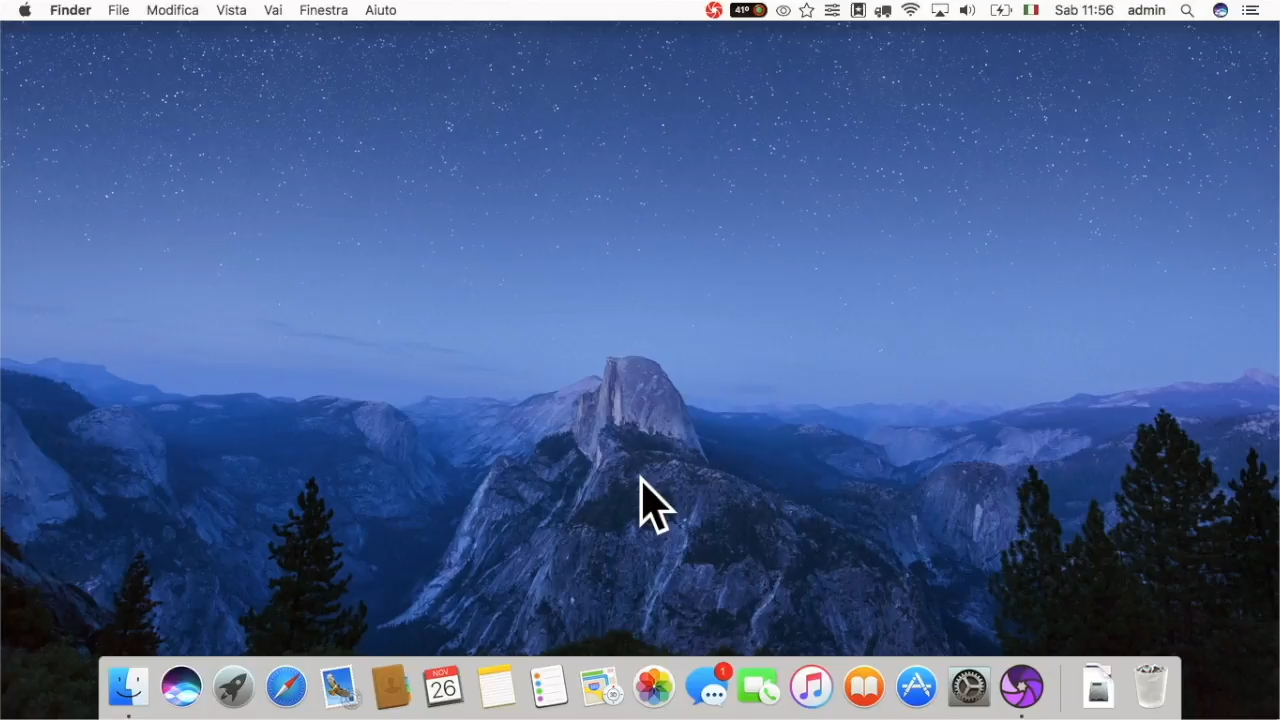 Finder File Modifica Vista Vai Finestra Aiuto 41° Sab 11:56 admin
NOV
26
1